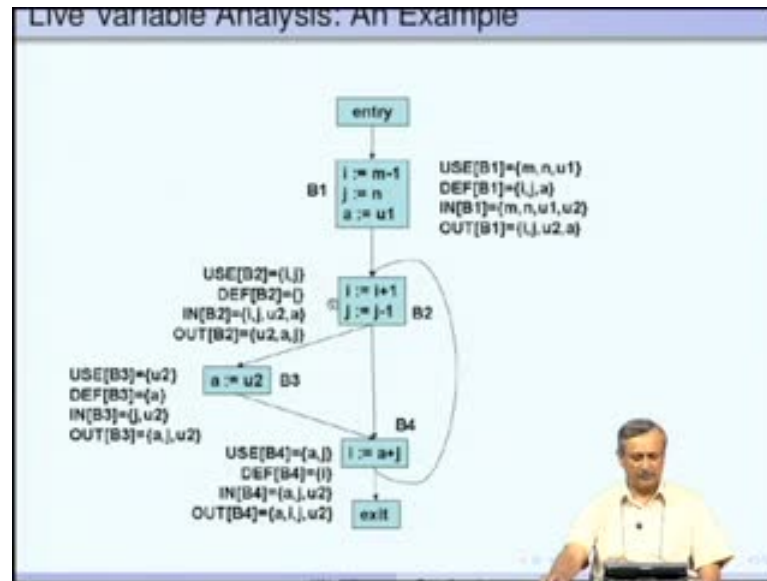 Live Variable Analysis: An Example
entry
B1
i := m-1
j := n
a := u1
USE[B1]={m,n,u1}
DEF[B1]={i,j,a}
IN[B1]={m,n,u1,u2}
OUT[B1]={i,j,u2,a}
USE[B2]={i,j}
DEF[B2]={}
IN[B2]={i,j,u2,a}
OUT[B2]={u2,a,j}
i := i+1
j := j-1
B2
USE[B3]={u2}
DEF[B3]={a}
IN[B3]={j,u2}
OUT[B3]={a,j,u2}
a := u2
B3
B4
USE[B4]={a,j}
DEF[B4]={i}
IN[B4]={a,j,u2}
OUT[B4]={a,i,j,u2}
i := a+j
exit